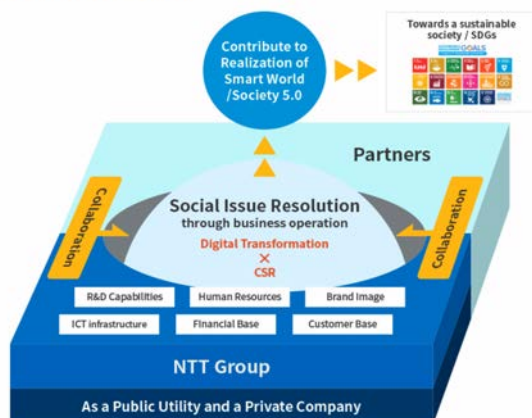 Contribute to
Realization of
Smart World
/Society 5.0
Towards a sustainable
society / SDGs
GOALS
Partners
Collaboration
Collaboration
Social Issue Resolution
through business operation
Digital Transformation
×
CSR
R&D Capabilities
Human Resources
Brand Image
ICT infrastructure
Financial Base
Customer Base
NTT Group
As a Public Utility and a Private Company